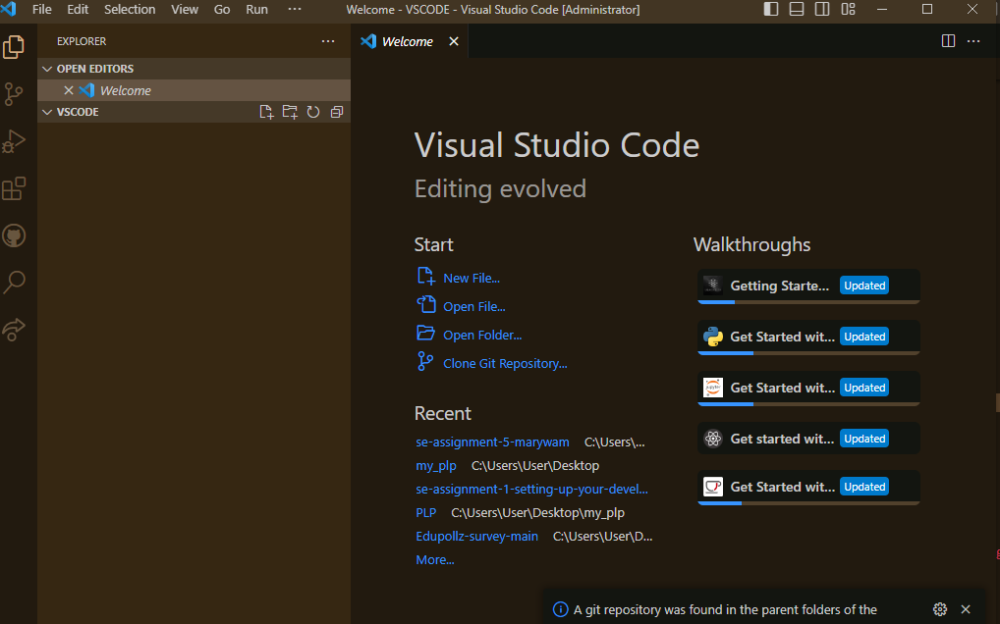 File Edit Selection View Go Run ··· Welcome - VSCODE - Visual Studio Code [Administrator]
EXPLORER ···
Welcome
OPEN EDITORS
Welcome
VSCODE
Visual Studio Code
Editing evolved
Start
New File...
Open File...
Open Folder...
Clone Git Repository...
Recent
se-assignment-5-marywam C:\Users\...
my_plp C:\Users\User\Desktop
se-assignment-1-setting-up-your-devel...
PLP C:\Users\User\Desktop\my_plp
Edupollz-survey-main C:\Users\User\D...
More...
Walkthroughs
Getting Starte... Updated
Get Started wit... Updated
Get Started wit... Updated
Get started wit... Updated
Get Started wit... Updated
A git repository was found in the parent folders of the